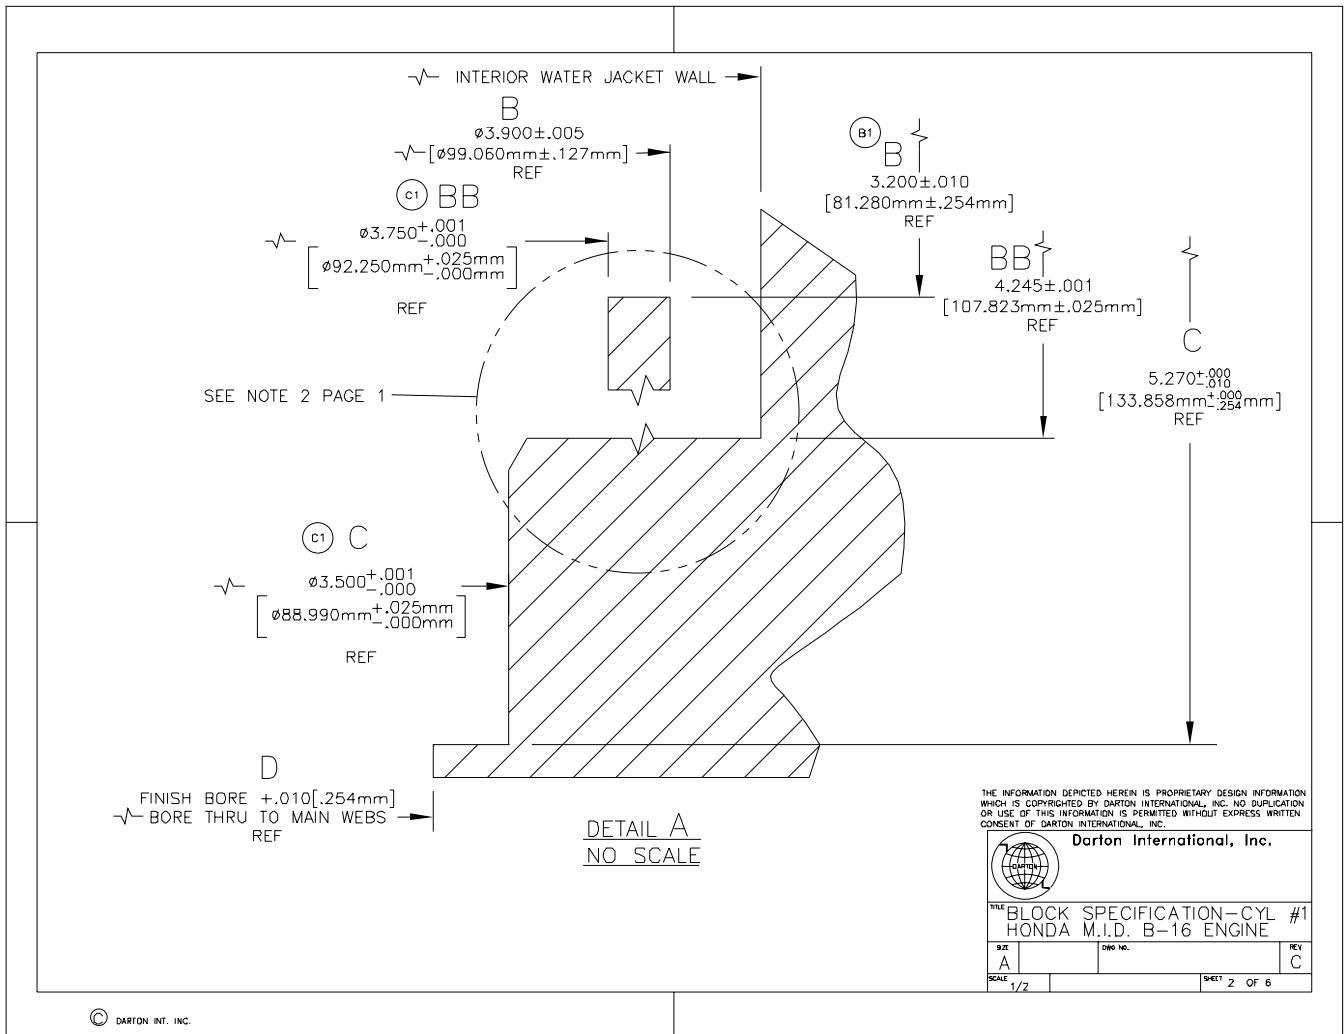 INTERIOR WATER JACKET WALL
B
ø3.900±.005
[ø99.060mm±.127mm]
REF
C1 BB
ø3.750+.001
-.000
[ø92.250mm+.025mm
-.000mm]
REF
B1
B
3.200±.010
[81.280mm±.254mm]
REF
BB
4.245±.001
[107.823mm±.025mm]
REF
C
5.270+.000
-.010
[133.858mm+.000
-.254mm]
REF
SEE NOTE 2 PAGE 1
C1 C
ø3.500+.001
-.000
[ø88.990mm+.025mm
-.000mm]
REF
D
FINISH BORE +.010[.254mm]
BORE THRU TO MAIN WEBS
REF
DETAIL A
NO SCALE
THE INFORMATION DEPICTED HEREIN IS PROPRIETARY DESIGN INFORMATION
WHICH IS COPYRIGHTED BY DARTON INTERNATIONAL, INC. NO DUPLICATION
OR USE OF THIS INFORMATION IS PERMITTED WITHOUT EXPRESS WRITTEN
CONSENT OF DARTON INTERNATIONAL, INC.
DARTON
Darton International, Inc.
TITLE BLOCK SPECIFICATION-CYL #1
HONDA M.I.D. B-16 ENGINE
SIZE
A
DWG NO.
REV
C
SCALE 1/2
SHEET 2 OF 6
© DARTON INT. INC.